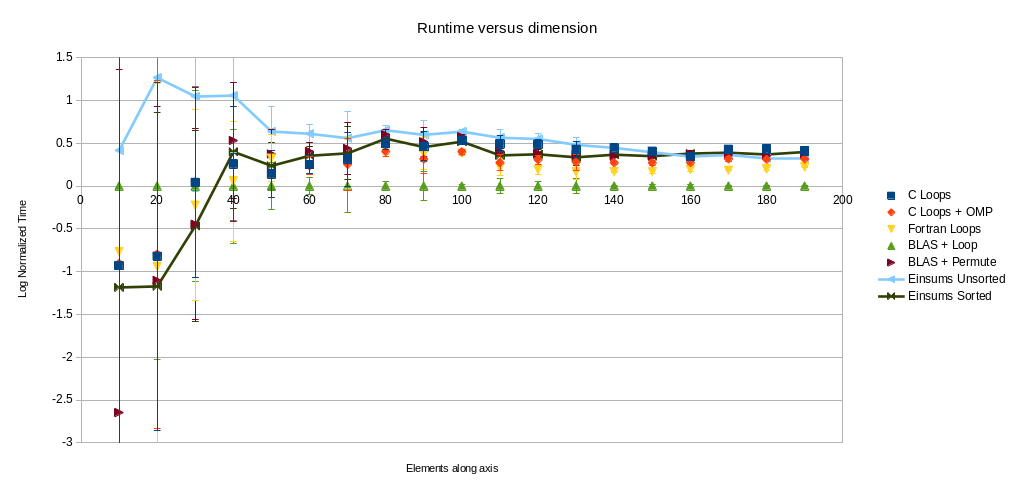 Runtime versus dimension
1.5
1
0.5
0
-0.5
-1
-1.5
-2
-2.5
-3
0 20 40 60 80 100 120 140 160 180 200
Log Normalized Time
Elements along axis
C Loops
C Loops + OMP
Fortran Loops
BLAS + Loop
BLAS + Permute
Einsums Unsorted
Einsums Sorted